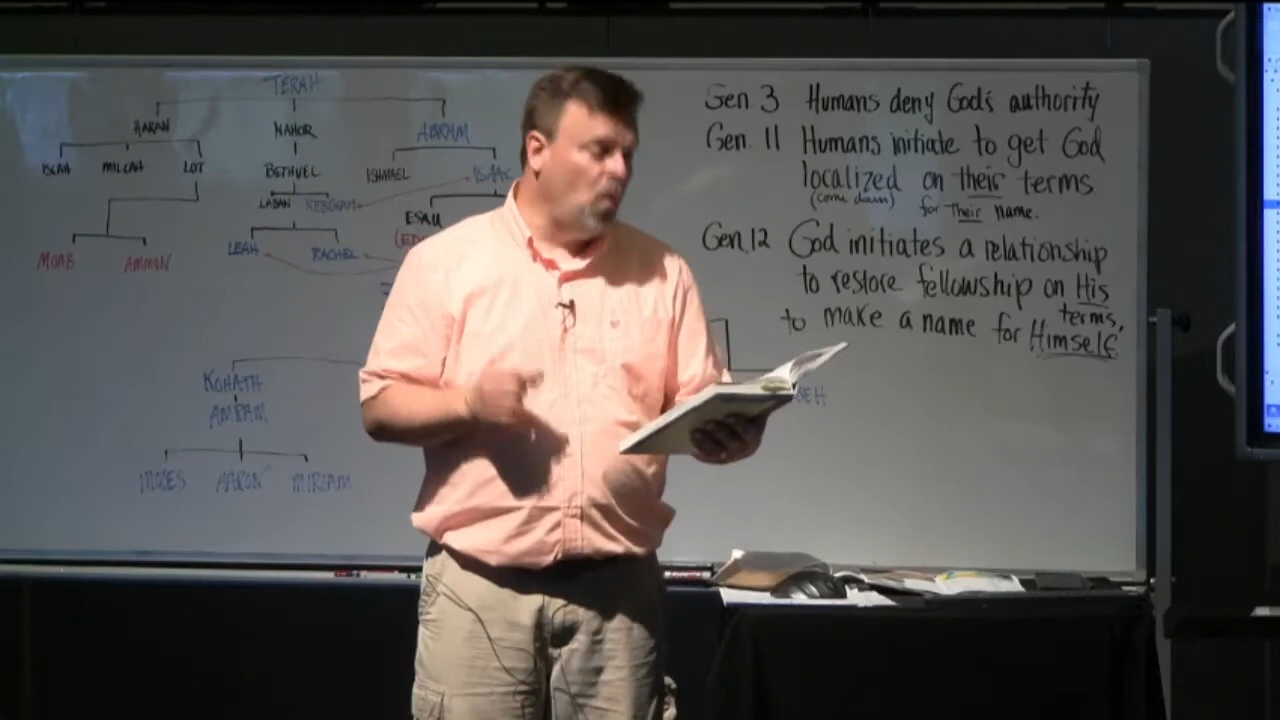 TERAH
HARAN NAHOR ABRAM
ISCAH MILCAH LOT BETHUEL ISHMAEL ISAAC
LABAN REBEKAH ESAU
MOAB AMMON LEAH RACHEL
KOHATH
AMRAM
MOSES AARON MIRIAM
Gen 3 Humans deny God's authority
Gen. 11 Humans initiate to get God
localized on their terms
(come down) for Their name.
Gen. 12 God initiates a relationship
to restore fellowship on His
terms,
to make a name for Himself